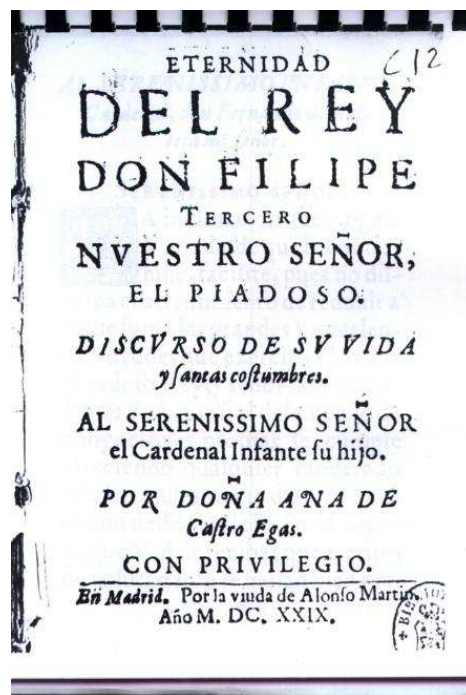 ETERNIDAD
C12
DEL REY
DON FILIPE
TERCERO
NVESTRO SEÑOR,
EL PIADOSO.
DISCVRSO DE SV VIDA
y ſantas coſtumbres.
AL SERENISSIMO SEÑOR
el Cardenal Infante ſu hijo.
POR DOÑA ANA DE
Caſtro Egas.
CON PRIVILEGIO.
En Madrid. Por la viuda de Alonſo Martin.
Año M. DC. XXIX.